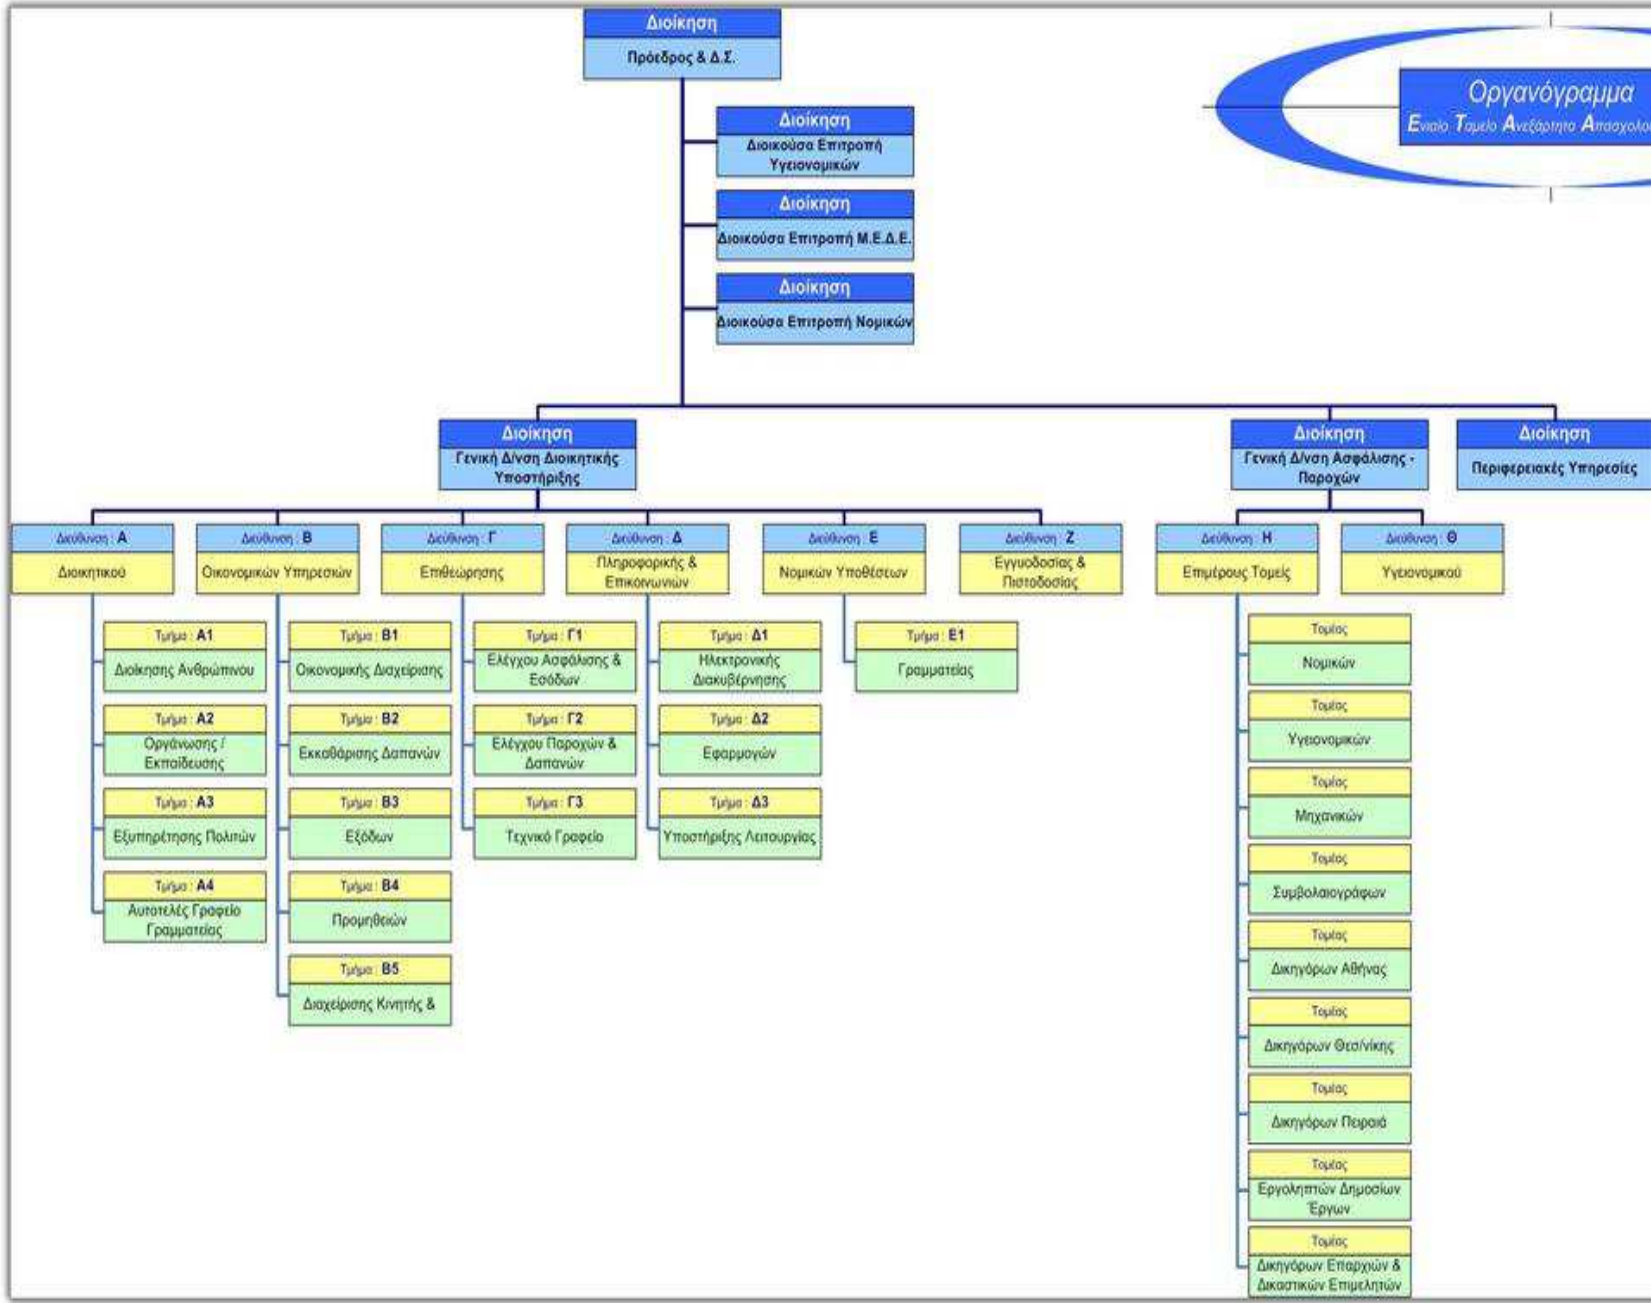 Διοίκηση
Πρόεδρος & Δ.Σ.
Οργανόγραμμα
Ενιαίο Ταμείο Ανεξάρτητα
Διοίκηση
Διοικούσα Επιτροπή
Υγειονομικών
Διοίκηση
Διοικούσα Επιτροπή Μ.Ε.Δ.Ε.
Διοίκηση
Διοικούσα Επιτροπή Νομικών
Διοίκηση
Γενική Δ/νση Διοικητικής
Υποστήριξης
Διοίκηση
Γενική Δ/νση Ασφάλισης -
Παροχών
Διοίκηση
Περιφερειακές Υπηρεσίες
Διεύθυνση : Α
Διοικητικού
Διεύθυνση : Β
Οικονομικών Υπηρεσιών
Διεύθυνση : Γ
Επιθεώρησης
Διεύθυνση : Δ
Πληροφορικής &
Επικοινωνιών
Διεύθυνση : Ε
Νομικών Υποθέσεων
Διεύθυνση : Ζ
Εγγυοδοσίας &
Πιστοδοσίας
Διεύθυνση : Η
Επιμέρους Τομείς
Διεύθυνση : Θ
Υγειονομικού
Τμήμα : Α1
Διοίκησης Ανθρώπινου
Τμήμα : Α2
Οργάνωσης /
Εκπαίδευσης
Τμήμα : Α3
Εξυπηρέτησης Πολιτών
Τμήμα : Α4
Αυτοτελές Γραφείο
Γραμματείας
Τμήμα : Β1
Οικονομικής Διαχείρισης
Τμήμα : Β2
Εκκαθάρισης Δαπανών
Τμήμα : Β3
Εξόδων
Τμήμα : Β4
Προμηθειών
Τμήμα : Β5
Διαχείρισης Κινητής &
Τμήμα : Γ1
Ελέγχου Ασφάλισης &
Εσόδων
Τμήμα : Γ2
Ελέγχου Παροχών &
Δαπανών
Τμήμα : Γ3
Τεχνικό Γραφείο
Τμήμα : Δ1
Ηλεκτρονικής
Διακυβέρνησης
Τμήμα : Δ2
Εφαρμογών
Τμήμα : Δ3
Υποστήριξης Λειτουργίας
Τμήμα : Ε1
Γραμματείας
Τομέας
Νομικών
Τομέας
Υγειονομικών
Τομέας
Μηχανικών
Τομέας
Συμβολαιογράφων
Τομέας
Δικηγόρων Αθήνας
Τομέας
Δικηγόρων Θεσ/νίκης
Τομέας
Δικηγόρων Πειραιά
Τομέας
Εργοληπτών Δημοσίων
Έργων
Τομέας
Δικηγόρων Επαρχιών &
Δικαστικών Επιμελητών